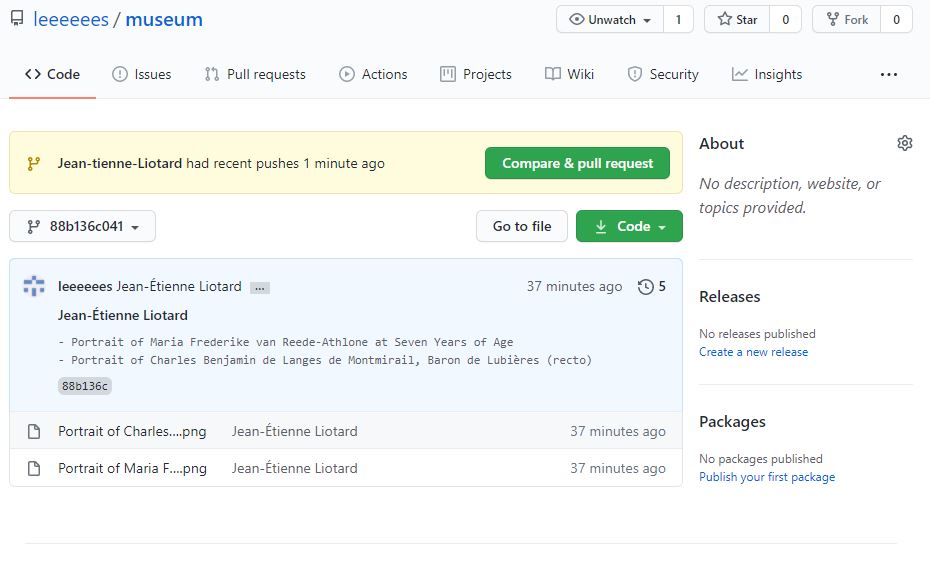 leeeeees / museum
Unwatch 1 Star 0 Fork 0
Code Issues Pull requests Actions Projects Wiki Security Insights ...
Jean-tienne-Liotard had recent pushes 1 minute ago Compare & pull request
88b136c041 Go to file Code
leeeeees Jean-Étienne Liotard ... 37 minutes ago 5
Jean-Étienne Liotard
- Portrait of Maria Frederike van Reede-Athlone at Seven Years of Age
- Portrait of Charles Benjamin de Langes de Montmirail, Baron de Lubières (recto)
88b136c
Portrait of Charles....png Jean-Étienne Liotard 37 minutes ago
Portrait of Maria F....png Jean-Étienne Liotard 37 minutes ago
About
No description, website, or
topics provided.
Releases
No releases published
Create a new release
Packages
No packages published
Publish your first package